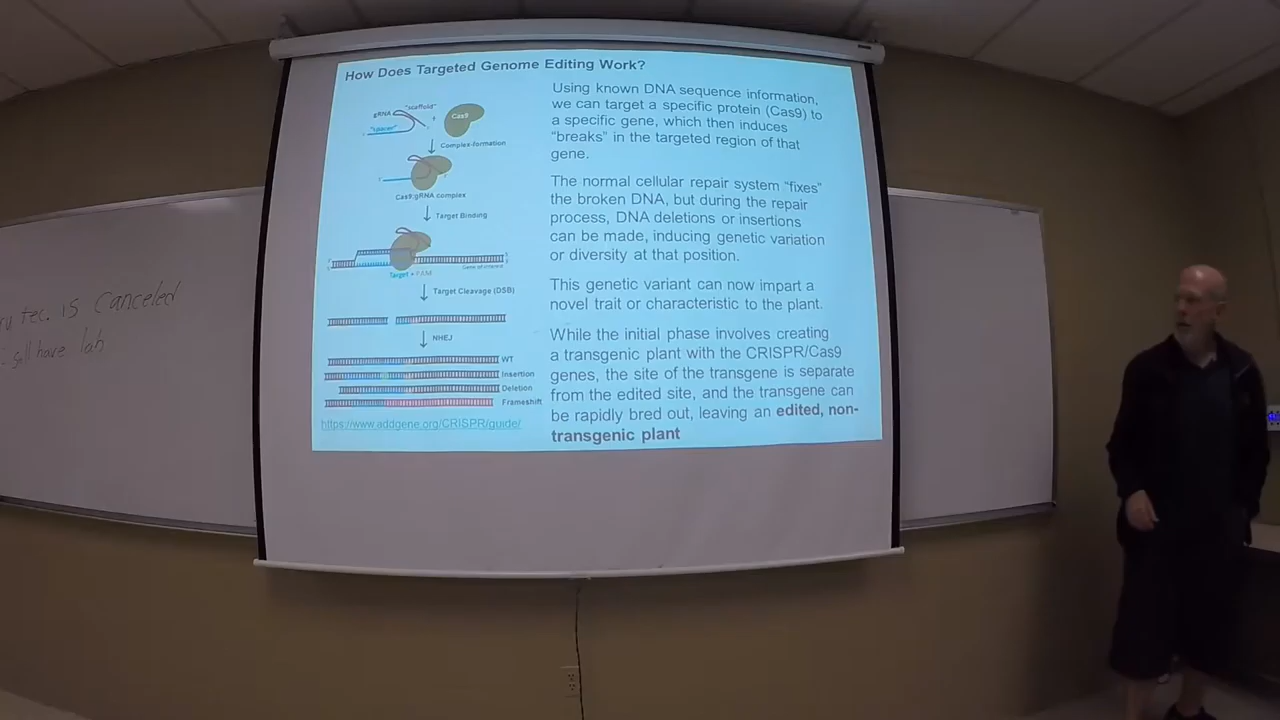 How Does Targeted Genome Editing Work?
gRNA
"scaffold"
"spacer"
+
Cas9
Complex-formation
Cas9:gRNA complex
Target Binding
Gene of interest
Target + PAM
Target Cleavage (DSB)
NHEJ
WT
Insertion
Deletion
Frameshift
https://www.addgene.org/CRISPR/guide/
Using known DNA sequence information,
we can target a specific protein (Cas9) to
a specific gene, which then induces
"breaks" in the targeted region of that
gene.
The normal cellular repair system "fixes"
the broken DNA, but during the repair
process, DNA deletions or insertions
can be made, inducing genetic variation
or diversity at that position.
This genetic variant can now impart a
novel trait or characteristic to the plant.
While the initial phase involves creating
a transgenic plant with the CRISPR/Cas9
genes, the site of the transgene is separate
from the edited site, and the transgene can
be rapidly bred out, leaving an edited, non-
transgenic plant
is canceled
have lab